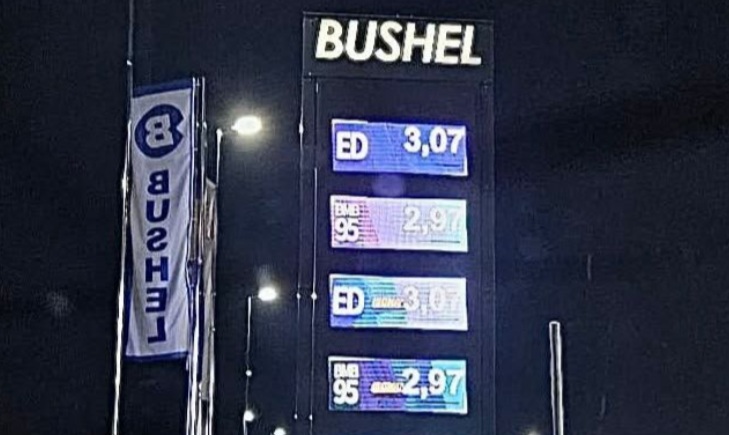 BUSHEL
B
BUSHEL
ED 3,07
BMB
95 2,97
ED 3,07
BMB
95 2,97